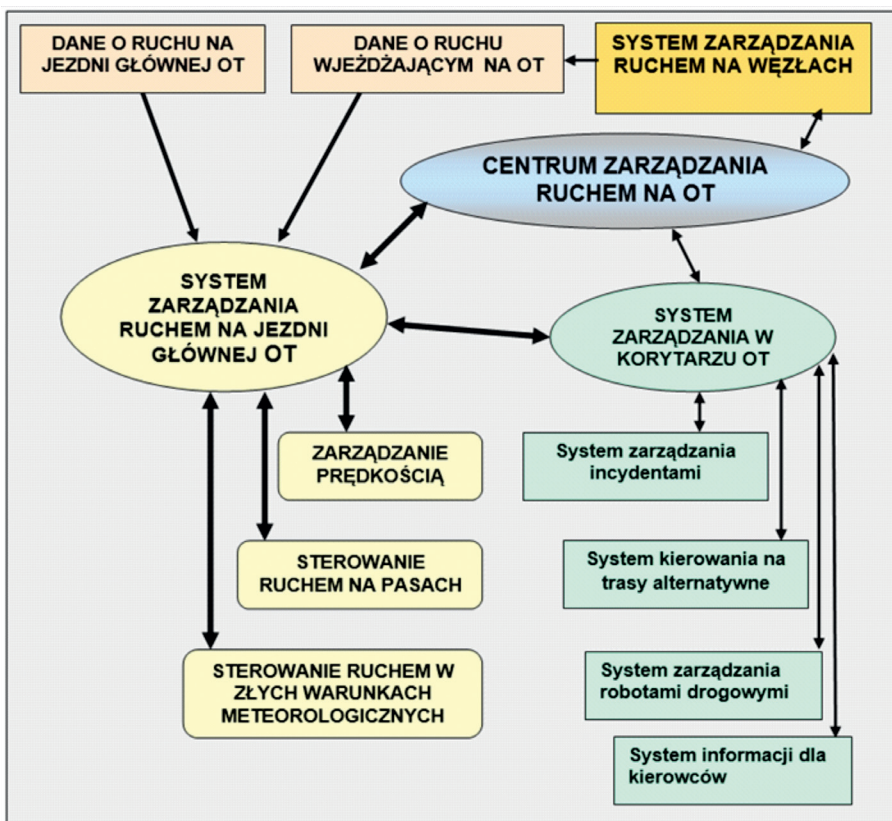 DANE O RUCHU NA
JEZDNI GŁÓWNEJ OT
DANE O RUCHU
WJEŻDŻAJĄCYM NA OT
SYSTEM ZARZĄDZANIA
RUCHEM NA WĘZŁACH
CENTRUM ZARZĄDZANIA
RUCHEM NA OT
SYSTEM
ZARZĄDZANIA
RUCHEM NA JEZDNI
GŁÓWNEJ OT
SYSTEM
ZARZĄDZANIA W
KORYTARZU OT
ZARZĄDZANIE
PRĘDKOŚCIĄ
System zarządzania
incydentami
STEROWANIE
RUCHEM NA PASACH
System kierowania na
trasy alternatywne
STEROWANIE RUCHEM W
ZŁYCH WARUNKACH
METEOROLOGICZNYCH
System zarządzania
robotami drogowymi
System informacji dla
kierowców